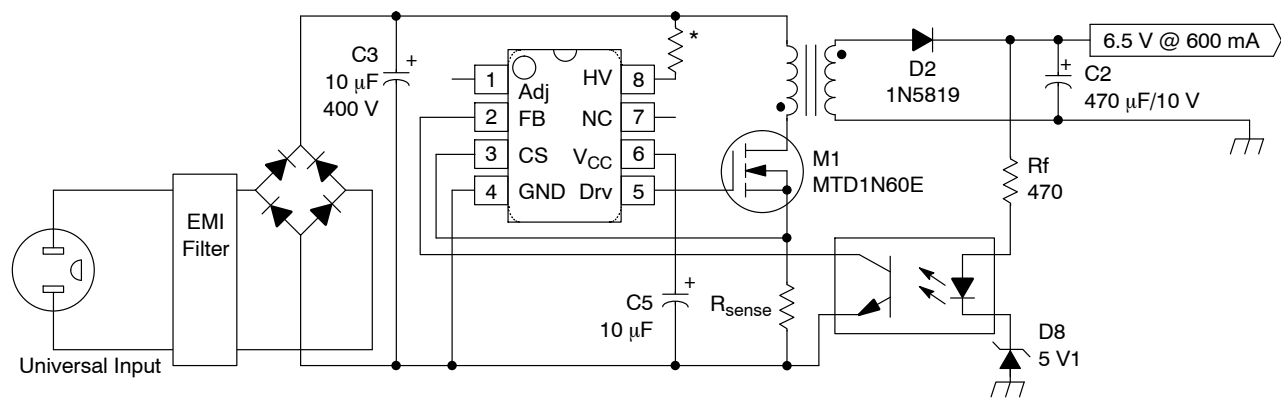 C3
10 μF
400 V
+
*
1
Adj
HV
8
2
FB
NC
7
3
CS
VCC
6
4
GND
Drv
5
EMI
Filter
Universal Input
C5
10 μF
+
M1
MTD1N60E
Rsense
D2
1N5819
6.5 V @ 600 mA
+
C2
470 μF/10 V
Rf
470
D8
5 V1